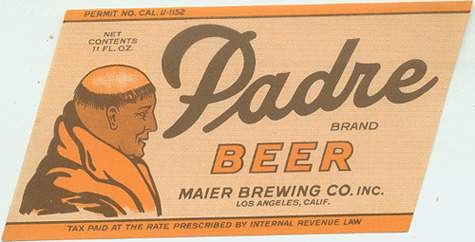 PERMIT NO. CAL. U-1152
NET
CONTENTS
11 FL. OZ.
Padre
BRAND
BEER
MAIER BREWING CO. INC.
LOS ANGELES, CALIF.
TAX PAID AT THE RATE PRESCRIBED BY INTERNAL REVENUE LAW